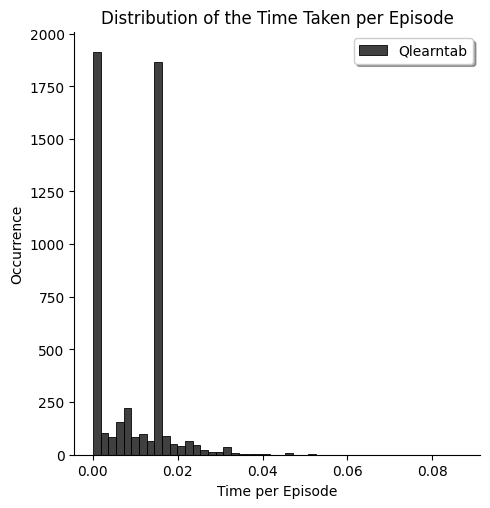 Distribution of the Time Taken per Episode
Qlearntab
2000
1750
1500
1250
1000
750
500
250
0
Occurrence
0.00 0.02 0.04 0.06 0.08
Time per Episode